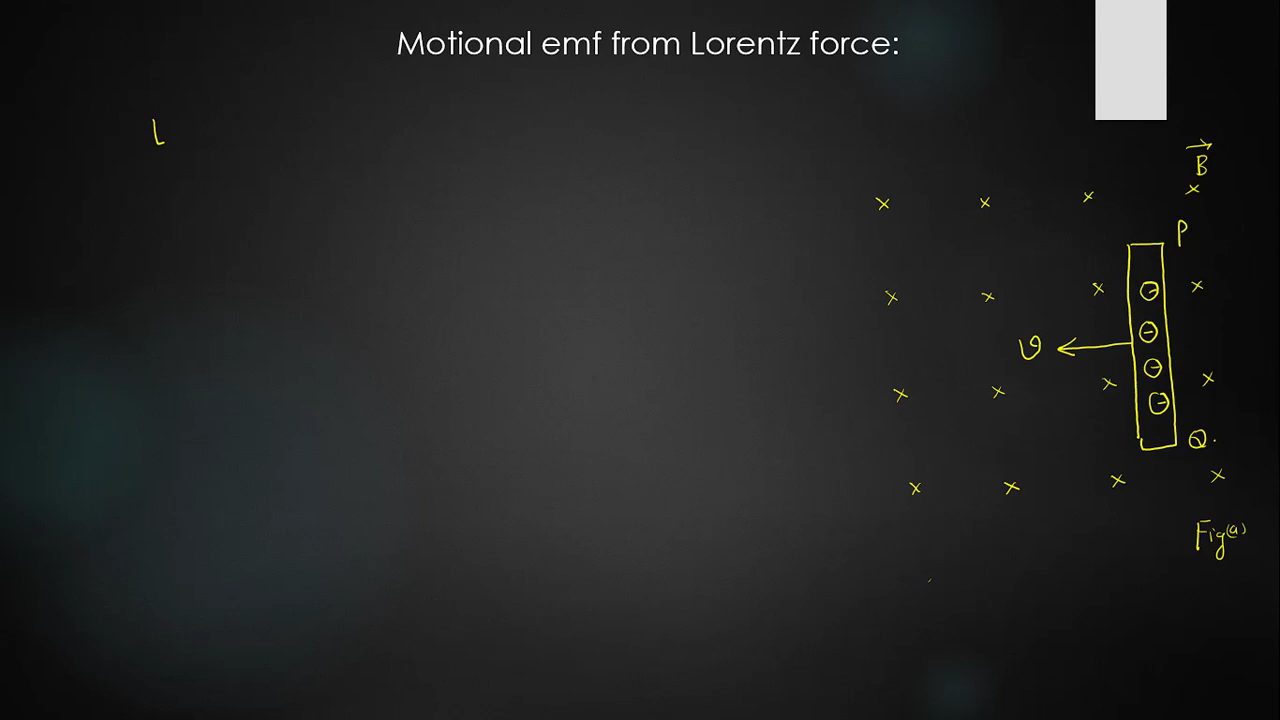 Motional emf from Lorentz force:
L
B
x x x x
P
x x x x
v
x x x x
Q.
x x x x
Fig(a)